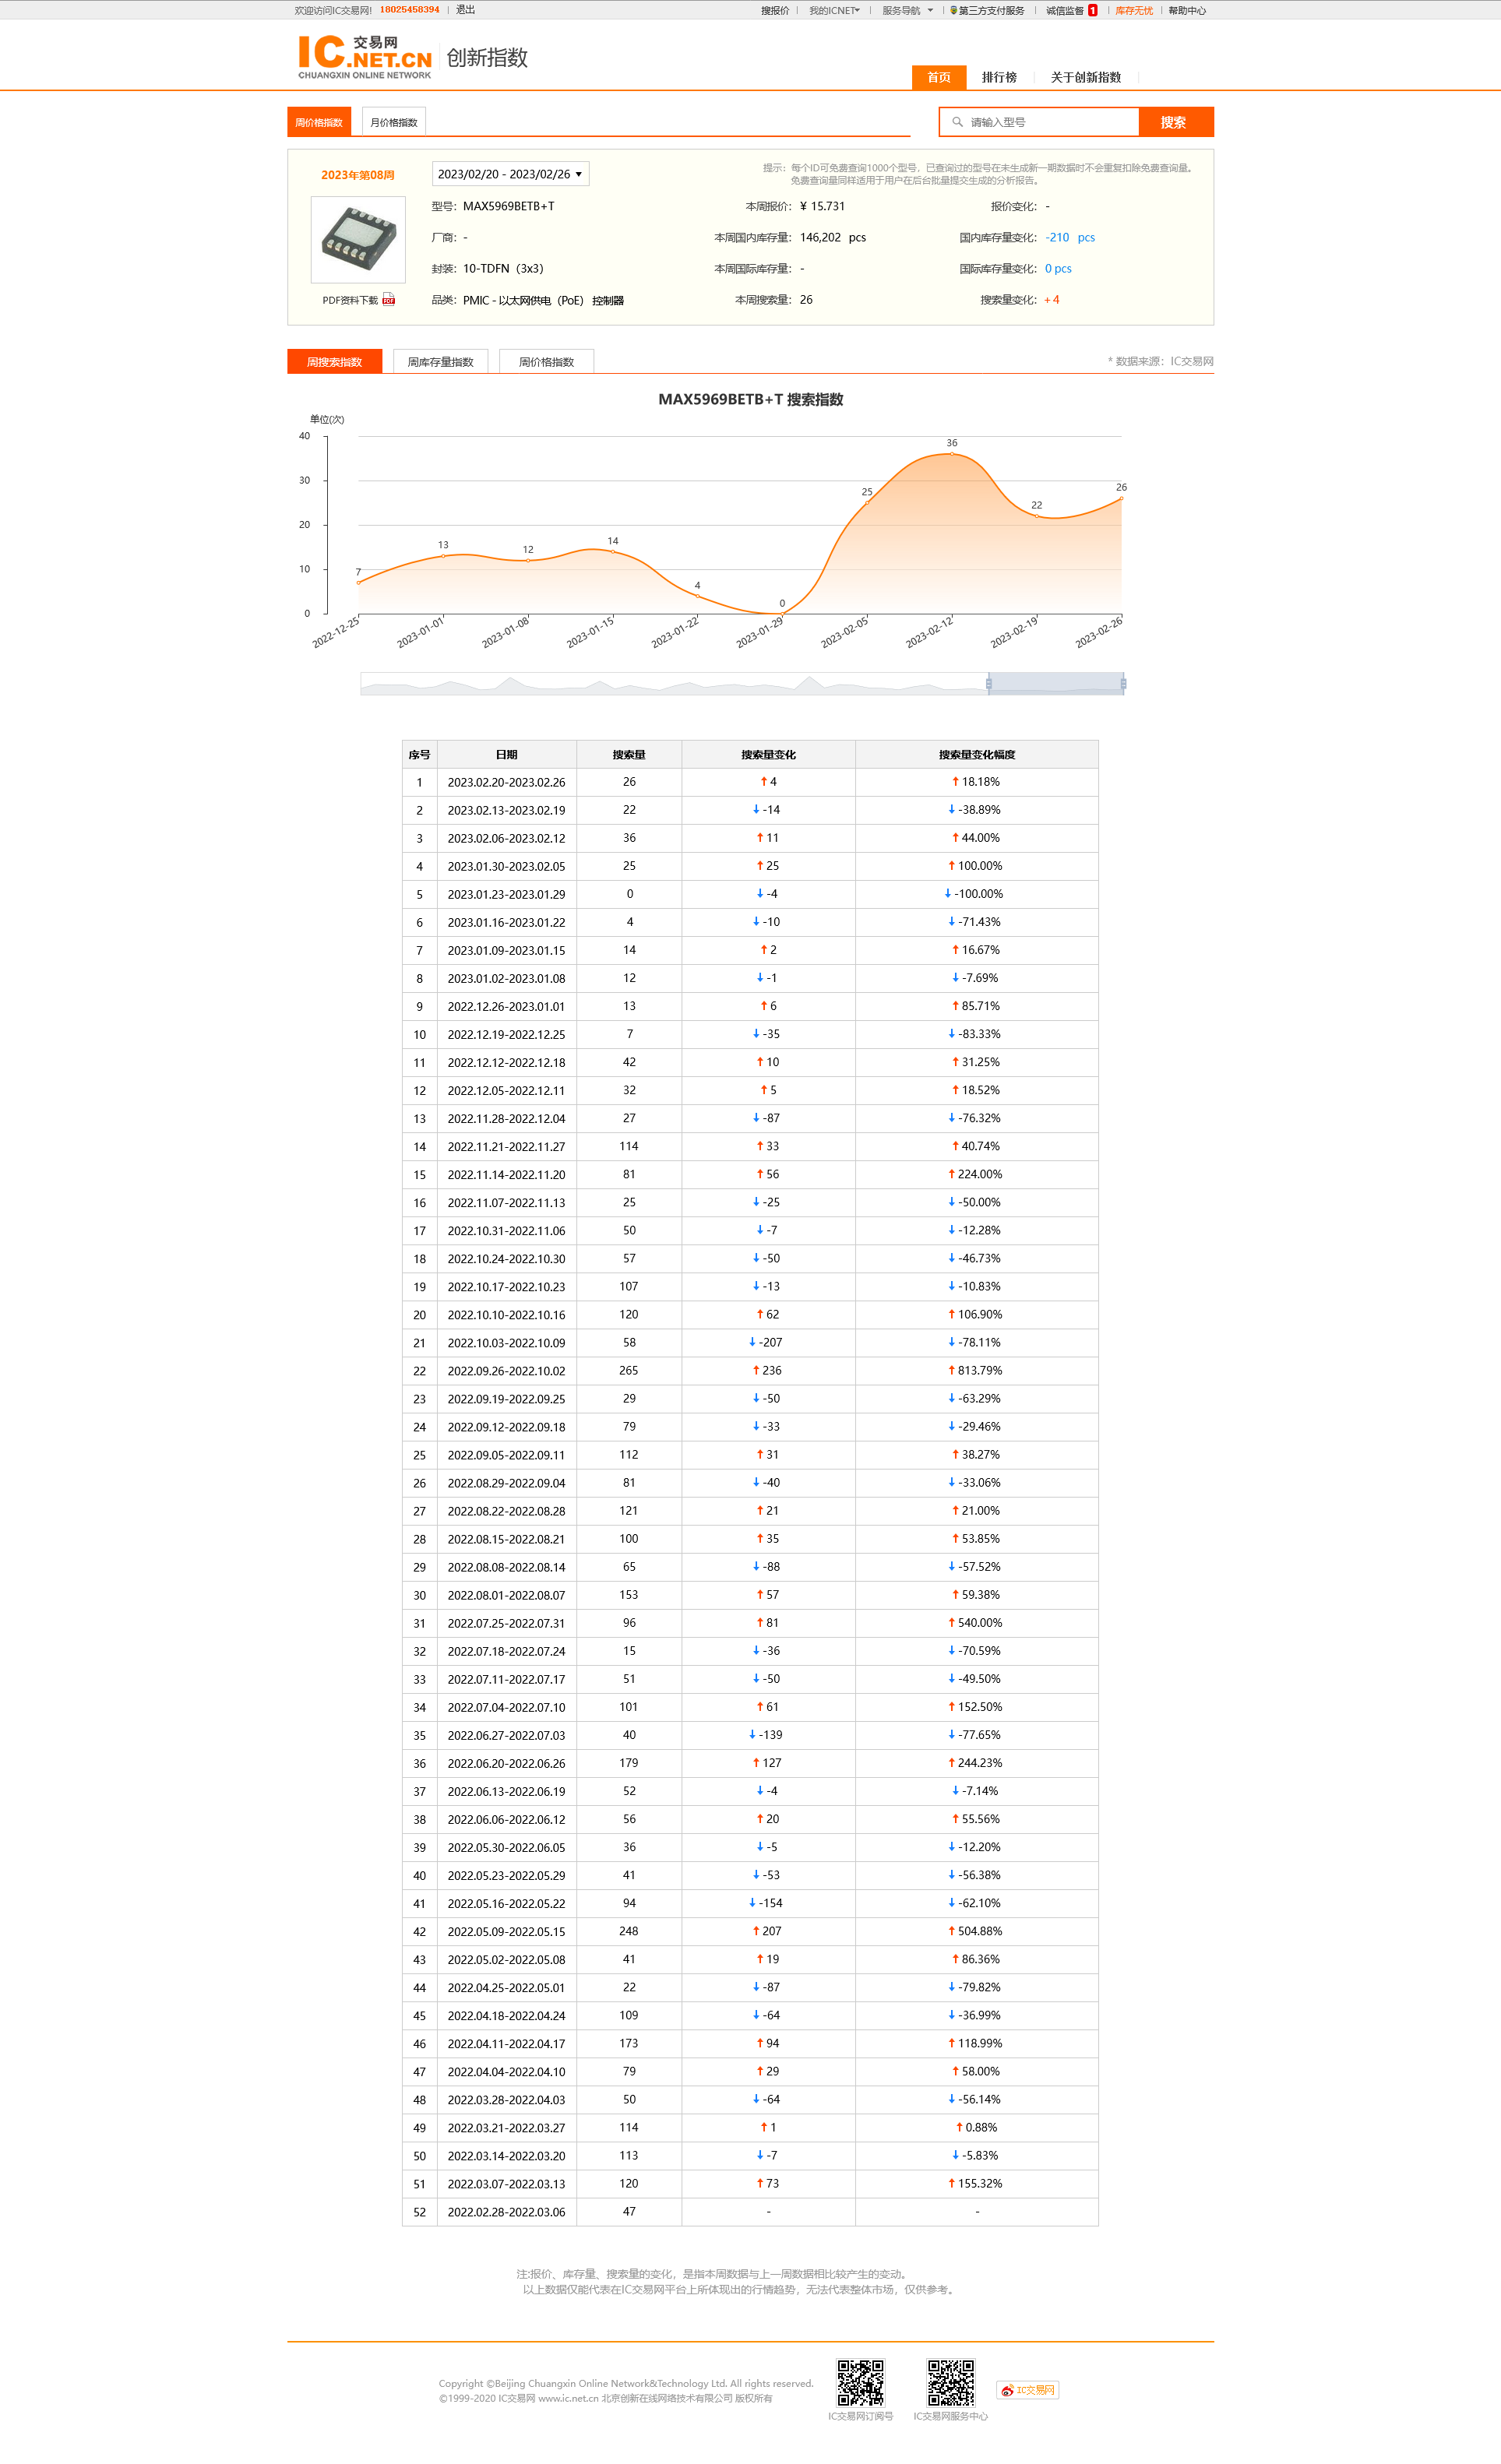 欢迎访问IC交易网! 18025458394 | 退出 搜报价 | 我的ICNET | 服务导航 | 第三方支付服务 | 诚信监督 1 | 库存无忧 | 帮助中心
IC交易网
.NET.CN 创新指数
CHUANGXIN ONLINE NETWORK
首页 排行榜 关于创新指数
周价格指数 月价格指数 请输入型号 搜索
2023年第08周 2023/02/20 - 2023/02/26 提示：每个ID可免费查询1000个型号，已查询过的型号在未生成新一期数据时不会重复扣除免费查询量。
免费查询量同样适用于用户在后台批量提交生成的分析报告。
型号：MAX5969BETB+T 本周报价：¥ 15.731 报价变化：-
厂商：- 本周国内库存量：146,202 pcs 国内库存量变化：-210 pcs
封装：10-TDFN（3x3） 本周国际库存量：- 国际库存量变化：0 pcs
PDF资料下载 PDF 品类：PMIC - 以太网供电（PoE） 控制器 本周搜索量：26 搜索量变化：+ 4
周搜索指数 周库存量指数 周价格指数 * 数据来源：IC交易网
MAX5969BETB+T 搜索指数
单位(次)
40
30
20
10
0
7 13 12 14 4 0 25 36 22 26
2022-12-25 2023-01-01 2023-01-08 2023-01-15 2023-01-22 2023-01-29 2023-02-05 2023-02-12 2023-02-19 2023-02-26
序号 日期 搜索量 搜索量变化 搜索量变化幅度
1 2023.02.20-2023.02.26 26 ↑ 4 ↑ 18.18%
2 2023.02.13-2023.02.19 22 ↓ -14 ↓ -38.89%
3 2023.02.06-2023.02.12 36 ↑ 11 ↑ 44.00%
4 2023.01.30-2023.02.05 25 ↑ 25 ↑ 100.00%
5 2023.01.23-2023.01.29 0 ↓ -4 ↓ -100.00%
6 2023.01.16-2023.01.22 4 ↓ -10 ↓ -71.43%
7 2023.01.09-2023.01.15 14 ↑ 2 ↑ 16.67%
8 2023.01.02-2023.01.08 12 ↓ -1 ↓ -7.69%
9 2022.12.26-2023.01.01 13 ↑ 6 ↑ 85.71%
10 2022.12.19-2022.12.25 7 ↓ -35 ↓ -83.33%
11 2022.12.12-2022.12.18 42 ↑ 10 ↑ 31.25%
12 2022.12.05-2022.12.11 32 ↑ 5 ↑ 18.52%
13 2022.11.28-2022.12.04 27 ↓ -87 ↓ -76.32%
14 2022.11.21-2022.11.27 114 ↑ 33 ↑ 40.74%
15 2022.11.14-2022.11.20 81 ↑ 56 ↑ 224.00%
16 2022.11.07-2022.11.13 25 ↓ -25 ↓ -50.00%
17 2022.10.31-2022.11.06 50 ↓ -7 ↓ -12.28%
18 2022.10.24-2022.10.30 57 ↓ -50 ↓ -46.73%
19 2022.10.17-2022.10.23 107 ↓ -13 ↓ -10.83%
20 2022.10.10-2022.10.16 120 ↑ 62 ↑ 106.90%
21 2022.10.03-2022.10.09 58 ↓ -207 ↓ -78.11%
22 2022.09.26-2022.10.02 265 ↑ 236 ↑ 813.79%
23 2022.09.19-2022.09.25 29 ↓ -50 ↓ -63.29%
24 2022.09.12-2022.09.18 79 ↓ -33 ↓ -29.46%
25 2022.09.05-2022.09.11 112 ↑ 31 ↑ 38.27%
26 2022.08.29-2022.09.04 81 ↓ -40 ↓ -33.06%
27 2022.08.22-2022.08.28 121 ↑ 21 ↑ 21.00%
28 2022.08.15-2022.08.21 100 ↑ 35 ↑ 53.85%
29 2022.08.08-2022.08.14 65 ↓ -88 ↓ -57.52%
30 2022.08.01-2022.08.07 153 ↑ 57 ↑ 59.38%
31 2022.07.25-2022.07.31 96 ↑ 81 ↑ 540.00%
32 2022.07.18-2022.07.24 15 ↓ -36 ↓ -70.59%
33 2022.07.11-2022.07.17 51 ↓ -50 ↓ -49.50%
34 2022.07.04-2022.07.10 101 ↑ 61 ↑ 152.50%
35 2022.06.27-2022.07.03 40 ↓ -139 ↓ -77.65%
36 2022.06.20-2022.06.26 179 ↑ 127 ↑ 244.23%
37 2022.06.13-2022.06.19 52 ↓ -4 ↓ -7.14%
38 2022.06.06-2022.06.12 56 ↑ 20 ↑ 55.56%
39 2022.05.30-2022.06.05 36 ↓ -5 ↓ -12.20%
40 2022.05.23-2022.05.29 41 ↓ -53 ↓ -56.38%
41 2022.05.16-2022.05.22 94 ↓ -154 ↓ -62.10%
42 2022.05.09-2022.05.15 248 ↑ 207 ↑ 504.88%
43 2022.05.02-2022.05.08 41 ↑ 19 ↑ 86.36%
44 2022.04.25-2022.05.01 22 ↓ -87 ↓ -79.82%
45 2022.04.18-2022.04.24 109 ↓ -64 ↓ -36.99%
46 2022.04.11-2022.04.17 173 ↑ 94 ↑ 118.99%
47 2022.04.04-2022.04.10 79 ↑ 29 ↑ 58.00%
48 2022.03.28-2022.04.03 50 ↓ -64 ↓ -56.14%
49 2022.03.21-2022.03.27 114 ↑ 1 ↑ 0.88%
50 2022.03.14-2022.03.20 113 ↓ -7 ↓ -5.83%
51 2022.03.07-2022.03.13 120 ↑ 73 ↑ 155.32%
52 2022.02.28-2022.03.06 47 - -
注:报价、库存量、搜索量的变化，是指本周数据与上一周数据相比较产生的变动。
以上数据仅能代表在IC交易网平台上所体现出的行情趋势，无法代表整体市场，仅供参考。
Copyright ©Beijing Chuangxin Online Network&Technology Ltd. All rights reserved.
©1999-2020 IC交易网 www.ic.net.cn 北京创新在线网络技术有限公司 版权所有
IC交易网
IC交易网订阅号 IC交易网服务中心